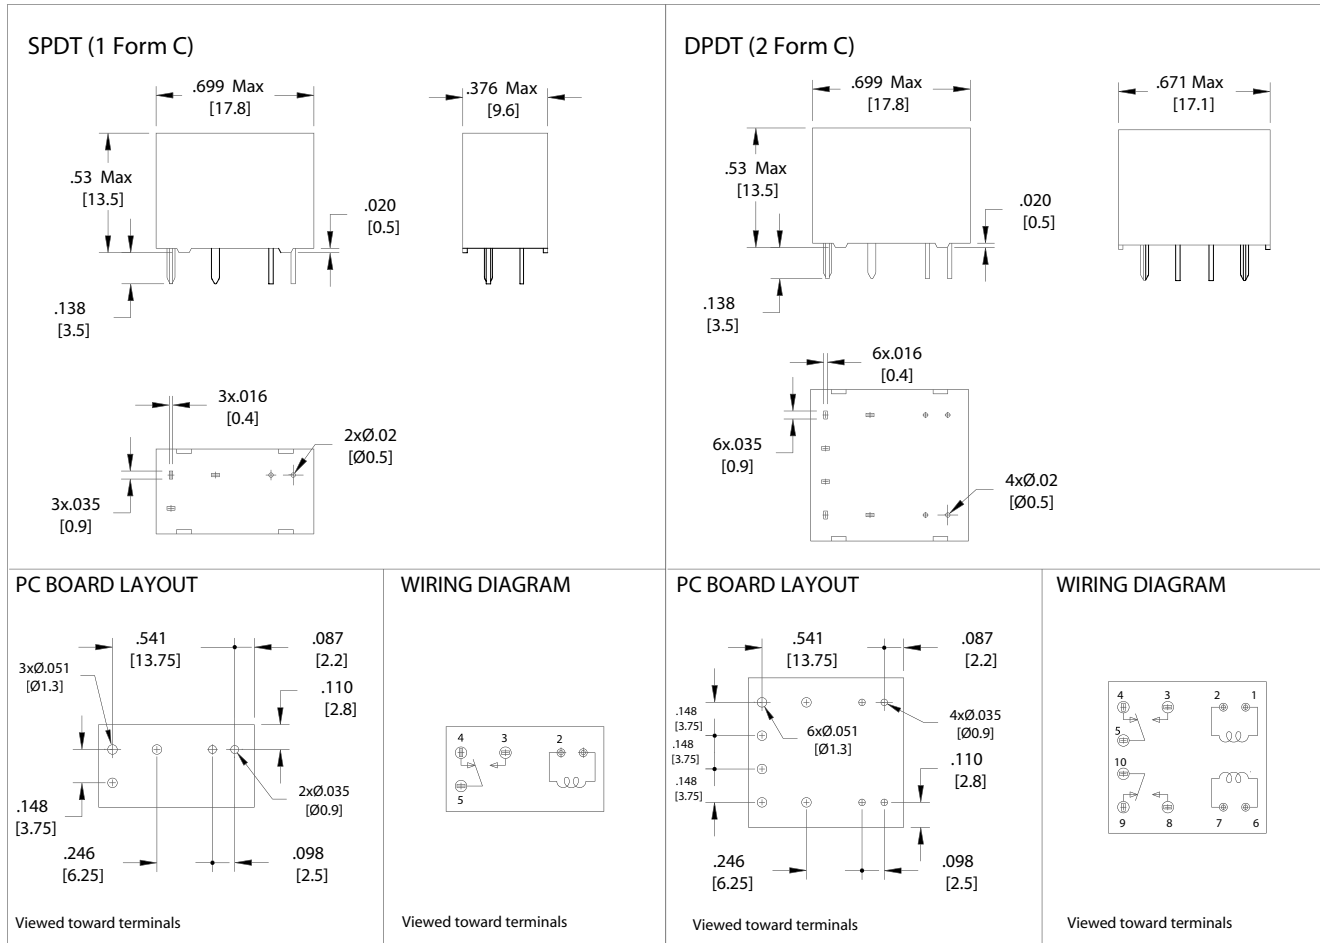 SPDT (1 Form C)
.699 Max
[17.8]
.376 Max
[9.6]
.53 Max
[13.5]
.020
[0.5]
.138
[3.5]
3x.016
[0.4]
2xØ.02
[Ø0.5]
3x.035
[0.9]
DPDT (2 Form C)
.699 Max
[17.8]
.671 Max
[17.1]
.53 Max
[13.5]
.020
[0.5]
.138
[3.5]
6x.016
[0.4]
6x.035
[0.9]
4xØ.02
[Ø0.5]
PC BOARD LAYOUT
.541
[13.75]
.087
[2.2]
3xØ.051
[Ø1.3]
.110
[2.8]
2xØ.035
[Ø0.9]
.148
[3.75]
.246
[6.25]
.098
[2.5]
Viewed toward terminals
WIRING DIAGRAM
4 3 2
5
Viewed toward terminals
PC BOARD LAYOUT
.541
[13.75]
.087
[2.2]
.148
[3.75]
.148
[3.75]
.148
[3.75]
6xØ.051
[Ø1.3]
4xØ.035
[Ø0.9]
.110
[2.8]
.246
[6.25]
.098
[2.5]
Viewed toward terminals
WIRING DIAGRAM
4 3 2 1
5
10
9 8 7 6
Viewed toward terminals